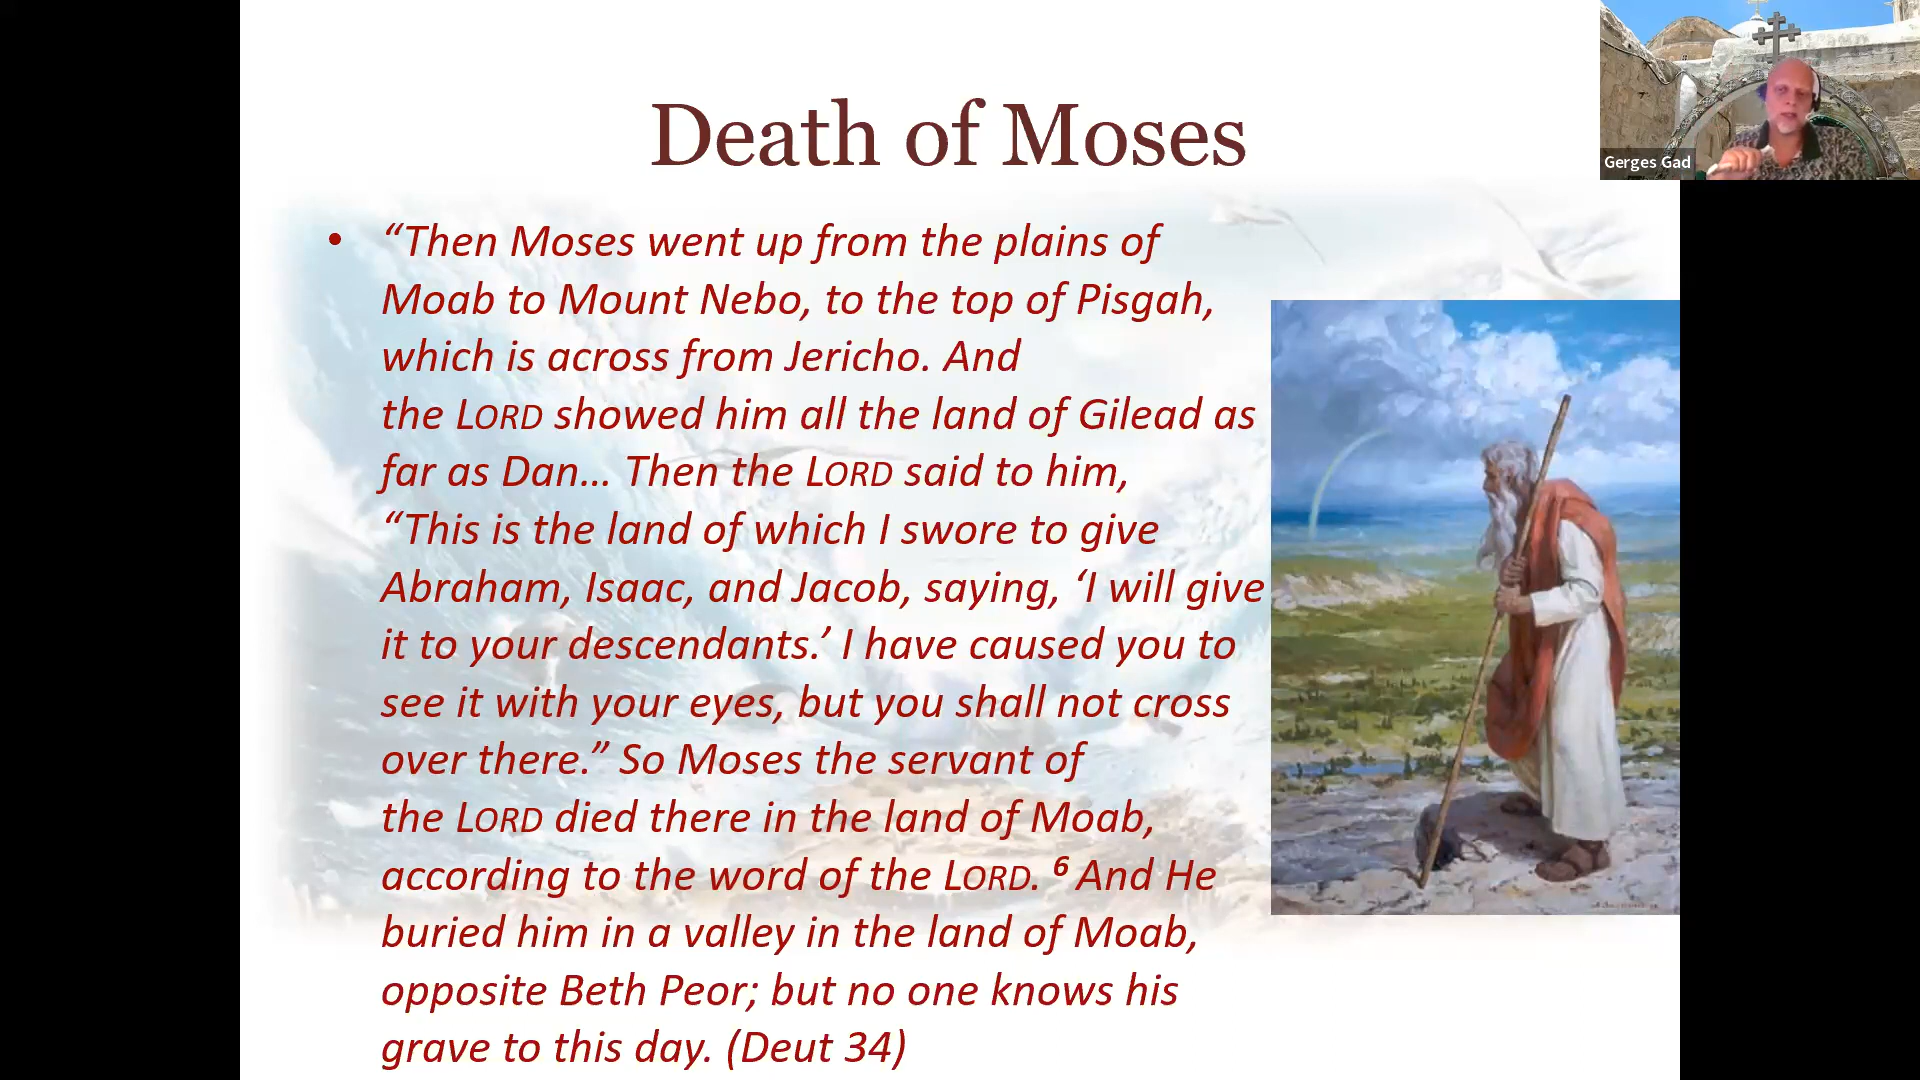 Death of Moses
Gerges Gad
• “Then Moses went up from the plains of
Moab to Mount Nebo, to the top of Pisgah,
which is across from Jericho. And
the LORD showed him all the land of Gilead as
far as Dan... Then the LORD said to him,
“This is the land of which I swore to give
Abraham, Isaac, and Jacob, saying, ‘I will give
it to your descendants.’ I have caused you to
see it with your eyes, but you shall not cross
over there.” So Moses the servant of
the LORD died there in the land of Moab,
according to the word of the LORD. ⁶ And He
buried him in a valley in the land of Moab,
opposite Beth Peor; but no one knows his
grave to this day. (Deut 34)